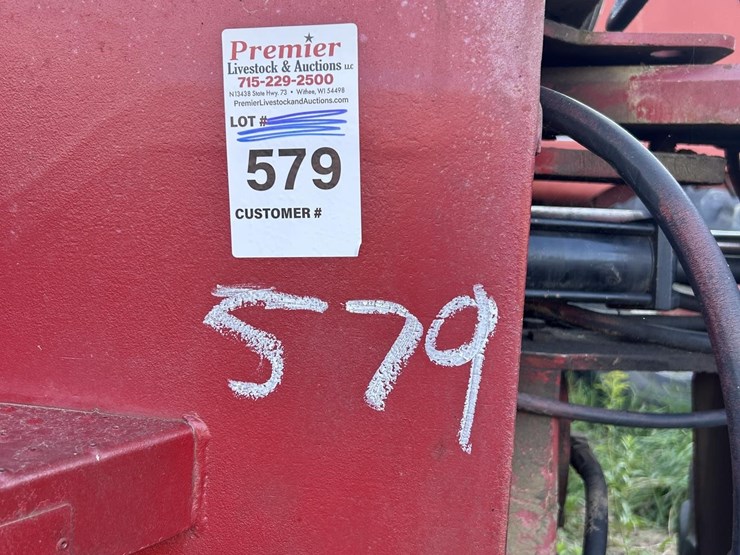 Premier
Livestock & Auctions LLC
715-229-2500
N13438 State Hwy. 73 • Withee, WI 54498
PremierLivestockandAuctions.com
LOT #
579
CUSTOMER #
579